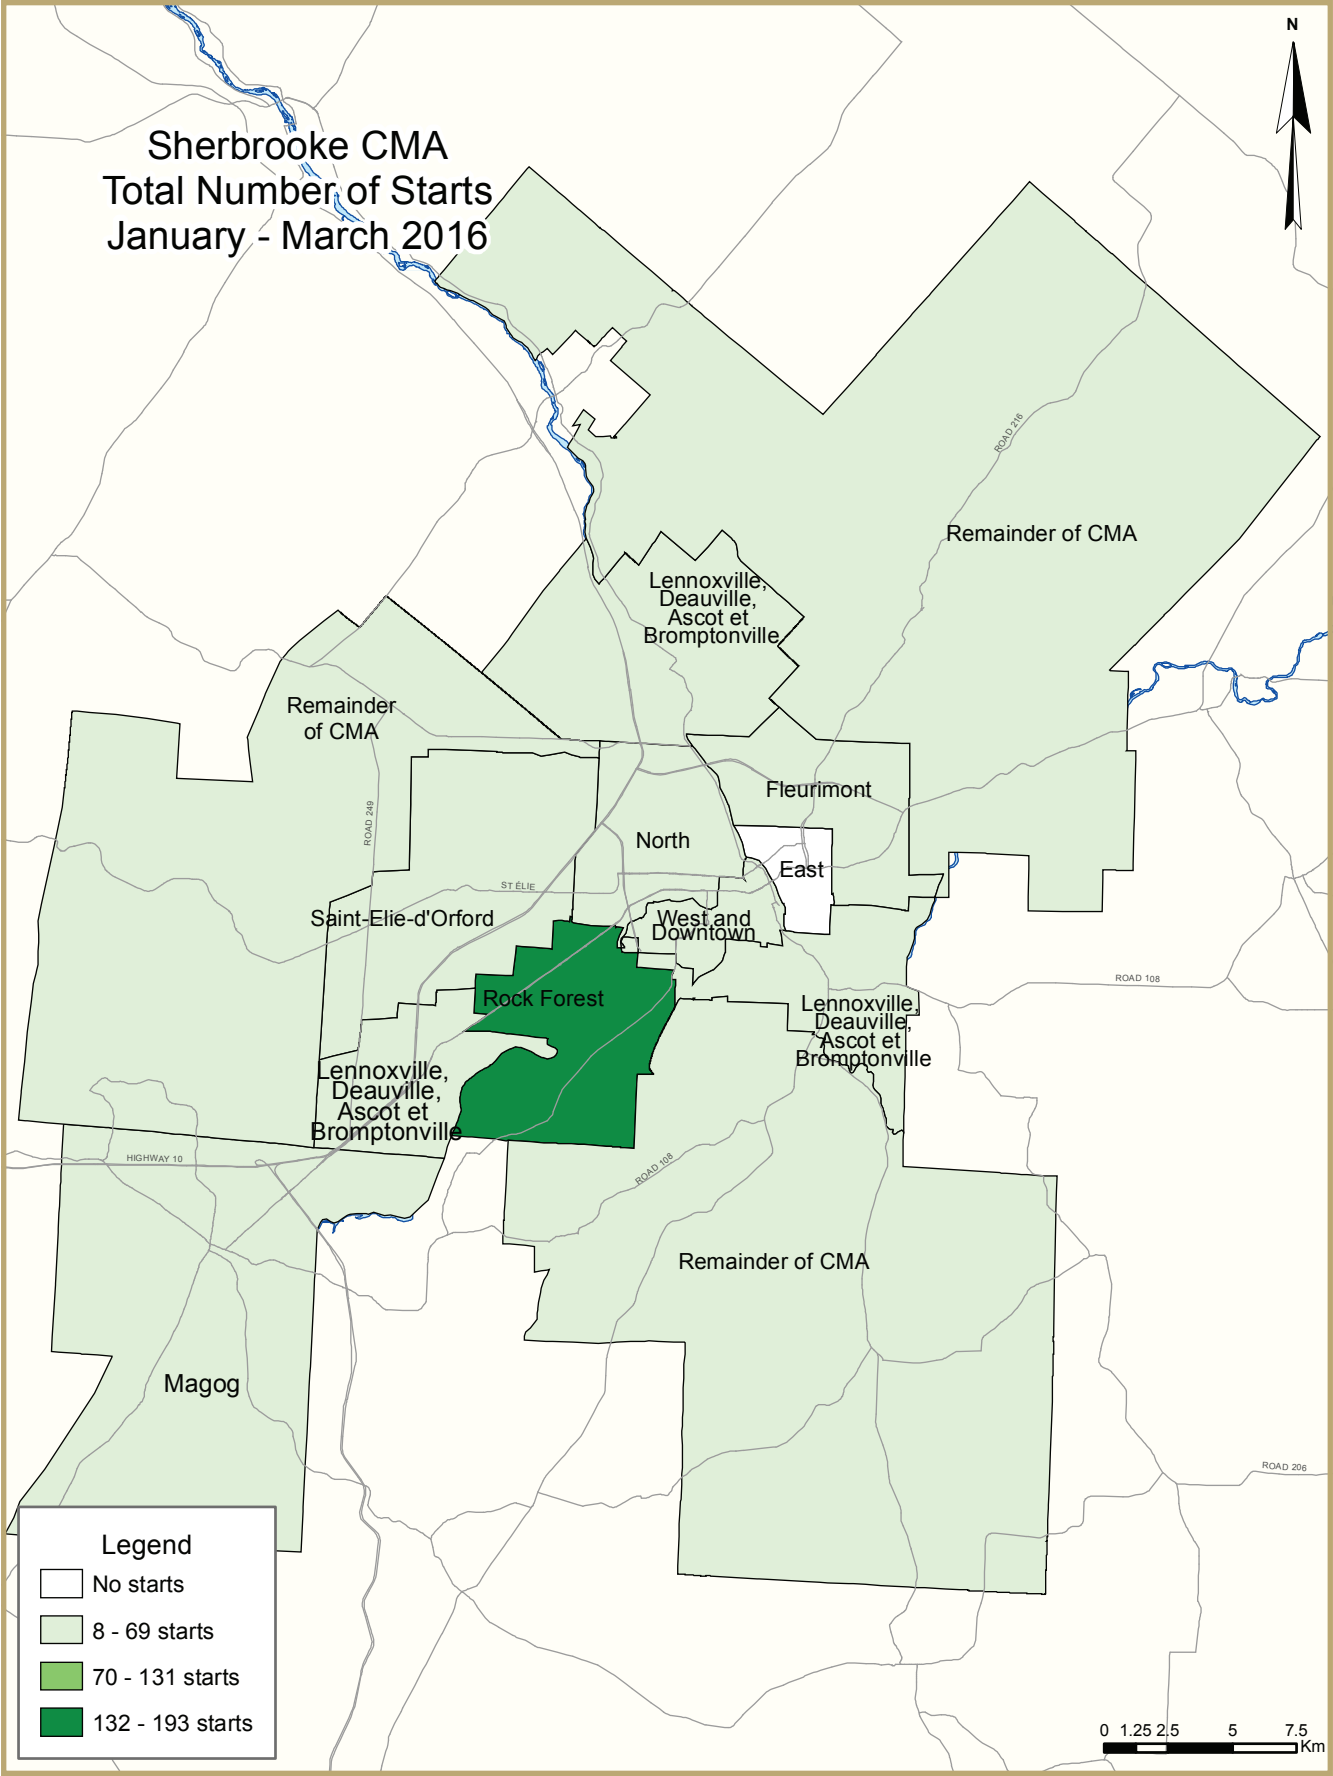 N
Sherbrooke CMA
Total Number of Starts
January - March 2016
ROAD 216
Remainder of CMA
Lennoxville,
Deauville,
Ascot et
Bromptonville
Remainder
of CMA
Fleurimont
ROAD 249
North
East
ST ÉLIE
Saint-Elie-d'Orford
West and
Downtown
ROAD 108
Rock Forest
Lennoxville,
Deauville,
Ascot et
Bromptonville
Lennoxville,
Deauville,
Ascot et
Bromptonville
HIGHWAY 10
ROAD 108
Remainder of CMA
Magog
ROAD 206
Legend
No starts
8 - 69 starts
70 - 131 starts
132 - 193 starts
0 1.25 2.5 5 7.5
Km